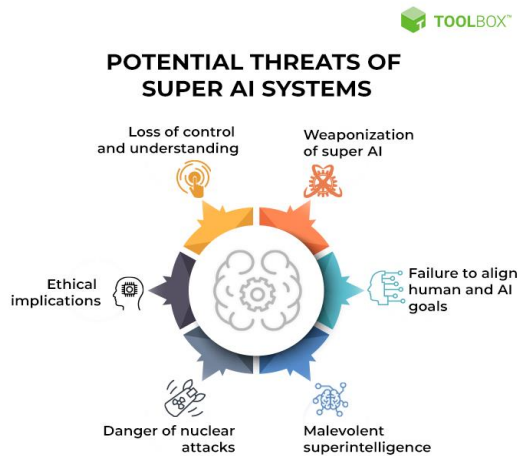 TOOLBOX™
POTENTIAL THREATS OF
SUPER AI SYSTEMS
Loss of control
and understanding
Weaponization
of super AI
Ethical
implications
Failure to align
human and AI
goals
Danger of nuclear
attacks
Malevolent
superintelligence